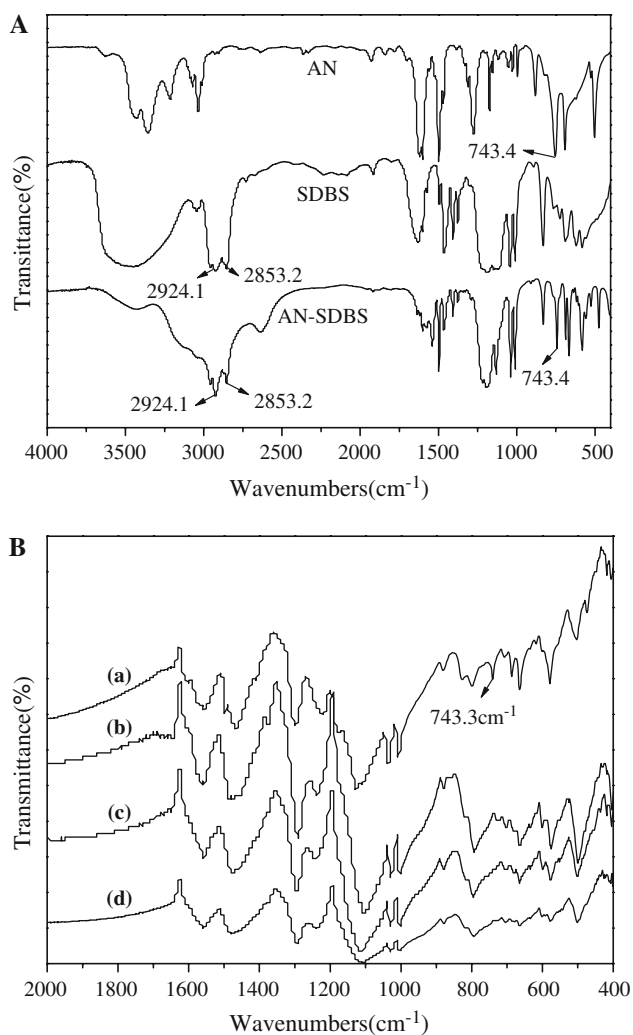 A
AN
743.4
SDBS
2924.1
2853.2
AN-SDBS
2924.1
2853.2
743.4
Transittance(%)
4000 3500 3000 2500 2000 1500 1000 500
Wavenumbers(cm-1)
B
(a)
(b)
743.3cm-1
(c)
(d)
Transmittance(%)
2000 1800 1600 1400 1200 1000 800 600 400
Wavenumbers(cm-1)